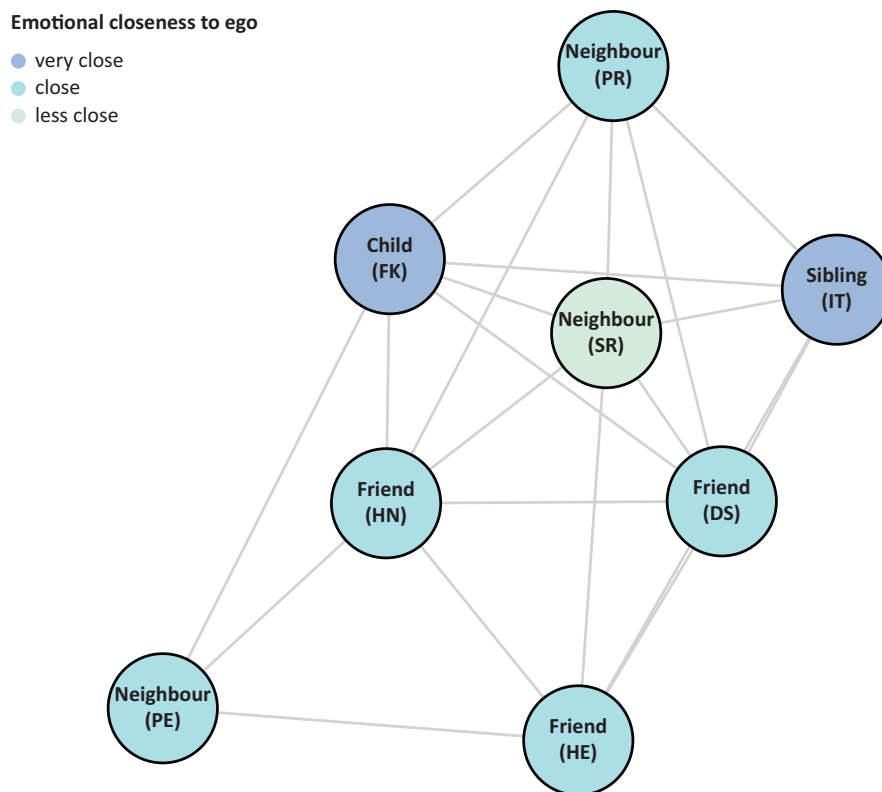 Emotional closeness to ego
very close
close
less close
Neighbour
(PR)
Child
(FK)
Sibling
(IT)
Neighbour
(SR)
Friend
(HN)
Friend
(DS)
Neighbour
(PE)
Friend
(HE)